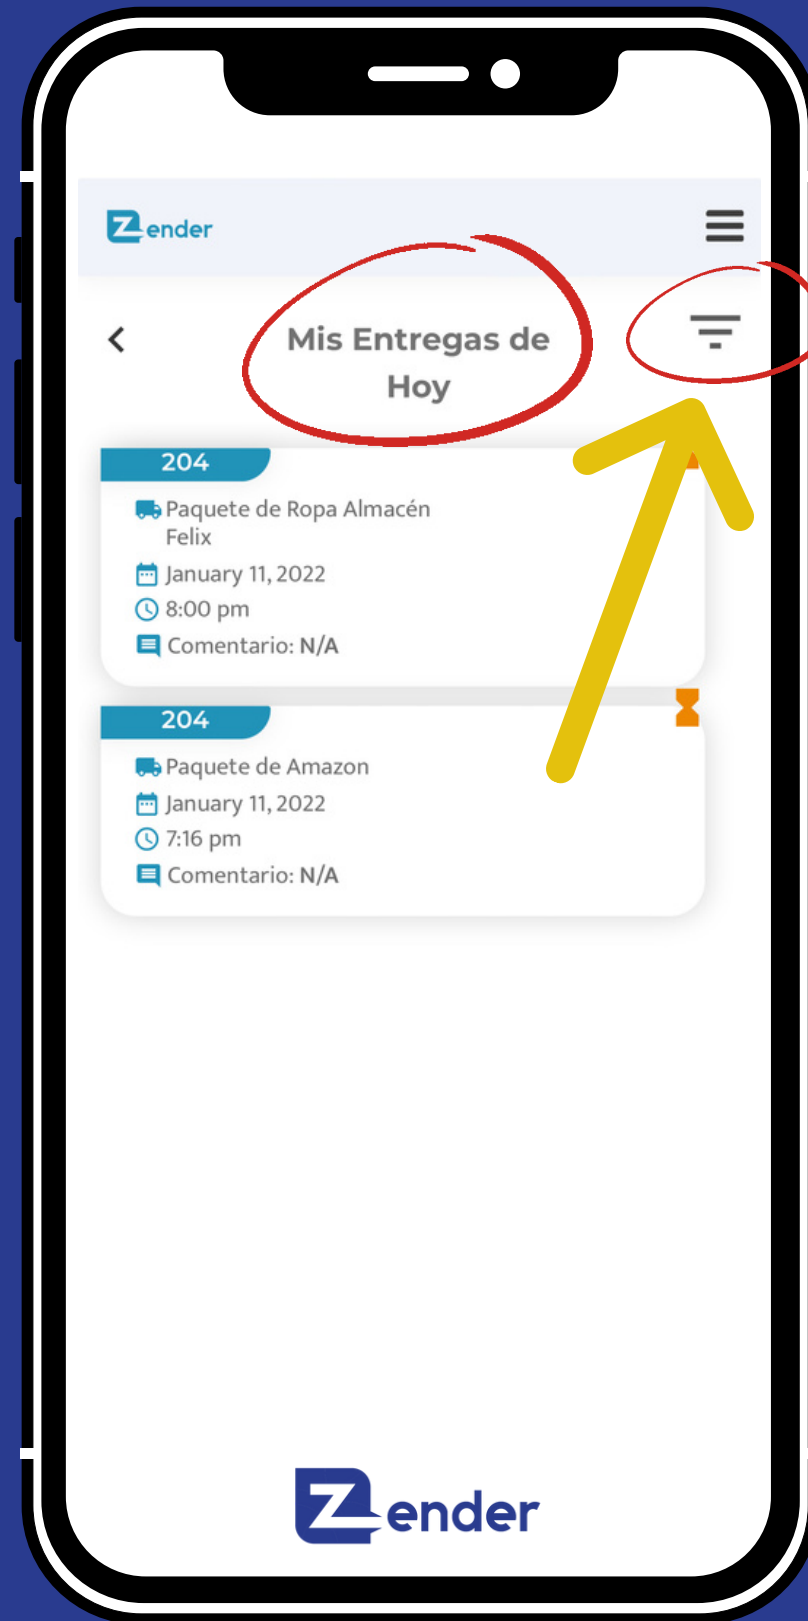 Zender
Mis Entregas de
Hoy
204
Paquete de Ropa Almacén
Felix
January 11, 2022
8:00 pm
Comentario: N/A
204
Paquete de Amazon
January 11, 2022
7:16 pm
Comentario: N/A
Zender